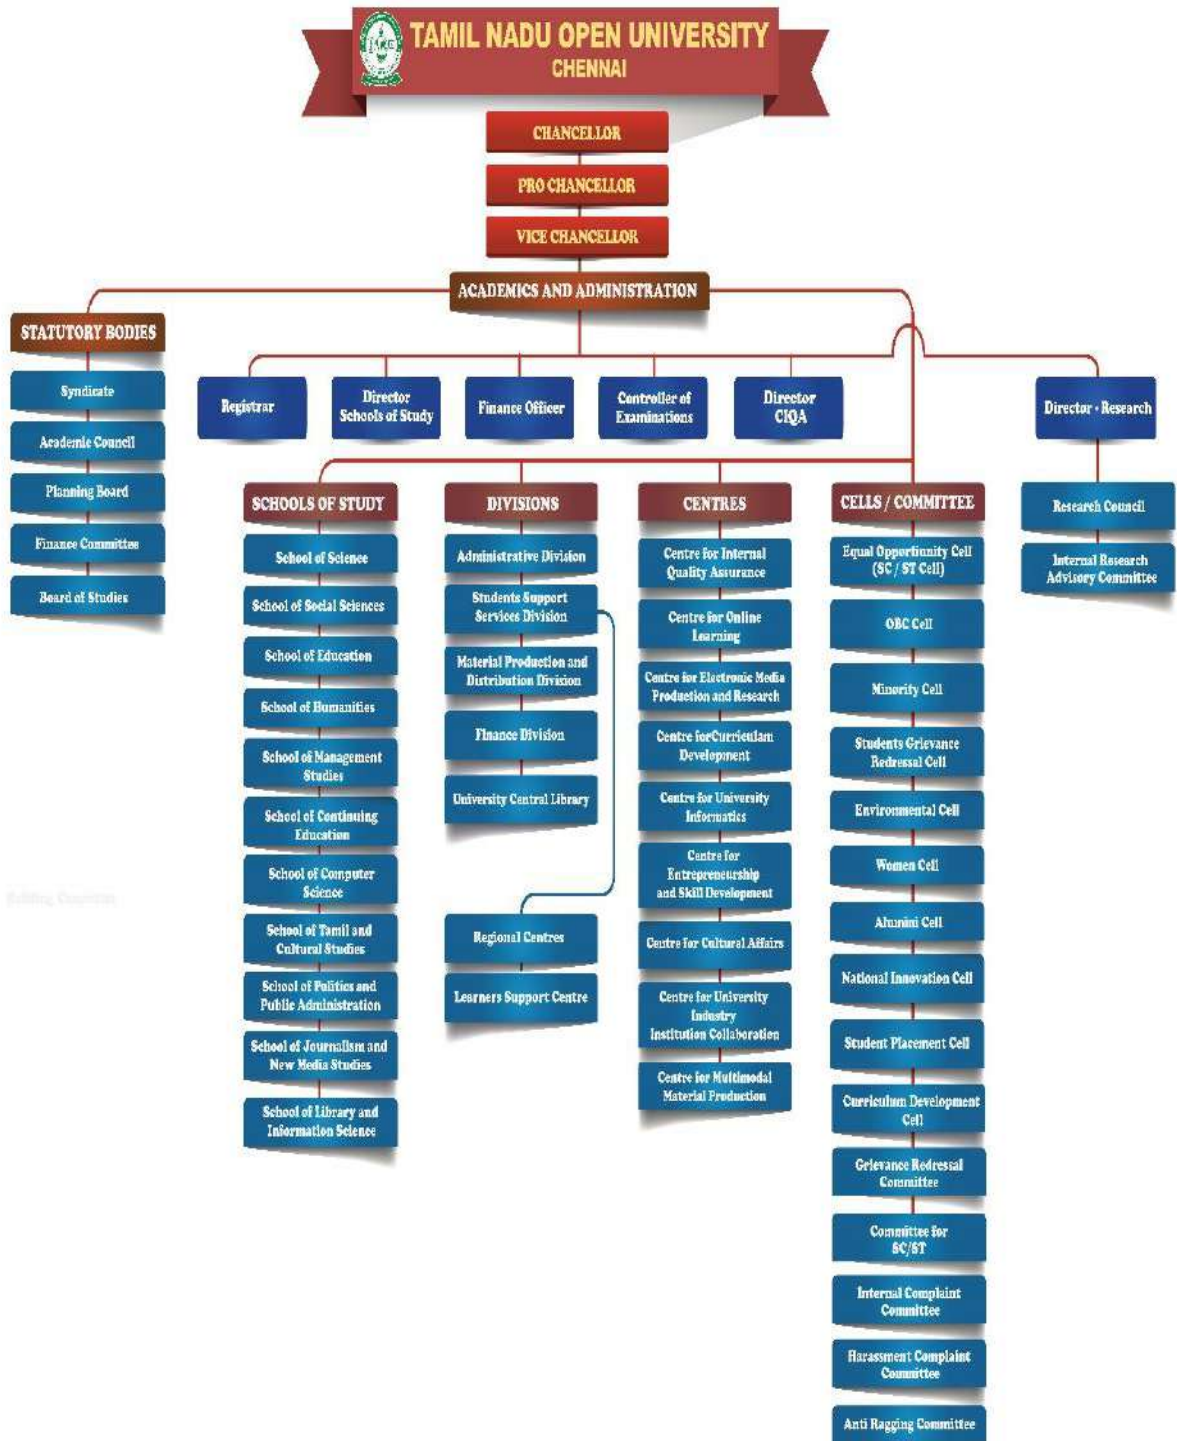 TAMIL NADU OPEN UNIVERSITY
CHENNAI
CHANCELLOR
PRO CHANCELLOR
VICE CHANCELLOR
ACADEMICS AND ADMINISTRATION
STATUTORY BODIES
Syndicate
Academic Council
Planning Board
Finance Committee
Board of Studies
Registrar
Director
Schools of Study
Finance Officer
Controller of
Examinations
Director
CIQA
Director - Research
Research Council
Internal Research
Advisory Committee
SCHOOLS OF STUDY
School of Science
School of Social Sciences
School of Education
School of Humanities
School of Management
Studies
School of Continuing
Education
School of Computer
Science
School of Tamil and
Cultural Studies
School of Politics and
Public Administration
School of Journalism and
New Media Studies
School of Library and
Information Science
DIVISIONS
Administrative Division
Students Support
Services Division
Material Production and
Distribution Division
Finance Division
University Central Library
Regional Centres
Learners Support Centre
CENTRES
Centre for Internal
Quality Assurance
Centre for Online
Learning
Centre for Electronic Media
Production and Research
Centre forCurriculam
Development
Centre for University
Informatics
Centre for
Entrepreneurship
and Skill Development
Centre for Cultural Affairs
Centre for University
Industry
Institution Collaboration
Centre for Multimodal
Material Production
CELLS / COMMITTEE
Equal Opportunity Cell
(SC / ST Cell)
OBC Cell
Minority Cell
Students Grievance
Redressal Cell
Environmental Cell
Women Cell
Alumini Cell
National Innovation Cell
Student Placement Cell
Curriculum Development
Cell
Grievance Redressal
Committee
Committee for
SC/ST
Internal Complaint
Committee
Harassment Complaint
Committee
Anti Ragging Committee